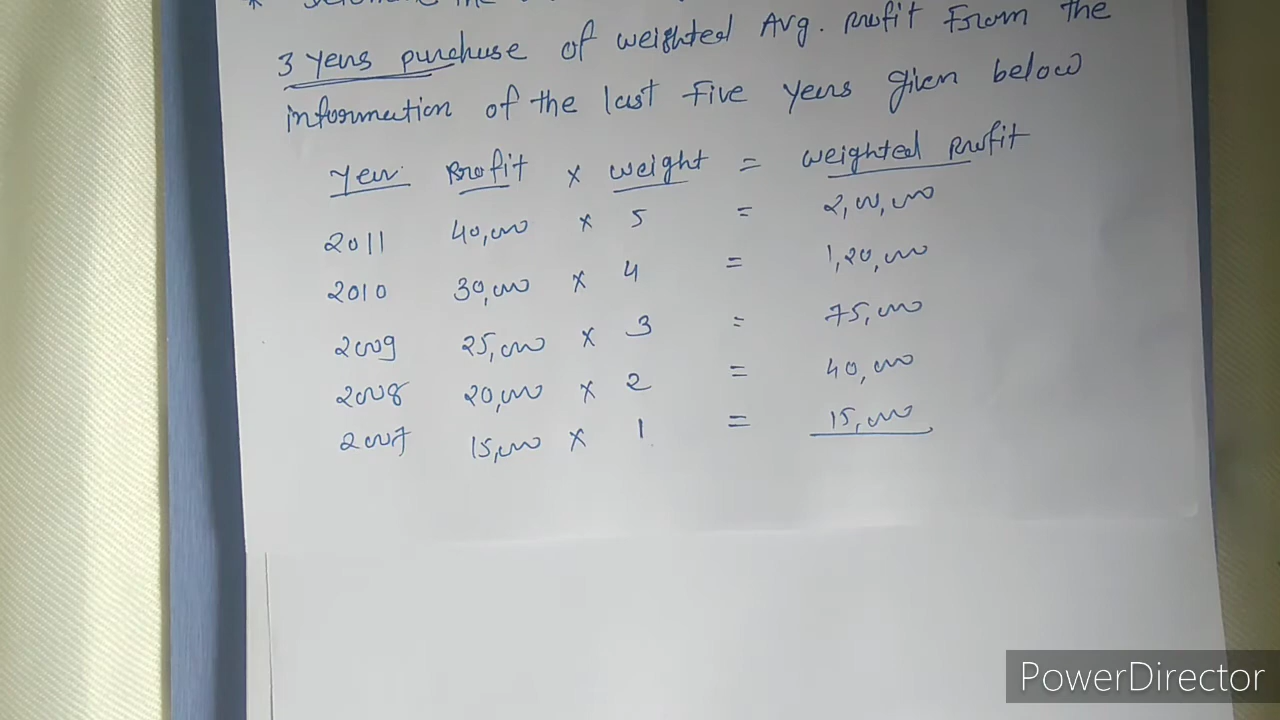 * the
3 years purchase of weighted Avg. profit From the
information of the last Five years given below
Year Profit × weight = weighted profit
2011 40,000 × 5 = 2,00,000
2010 30,000 × 4 = 1,20,000
2009 25,000 × 3 = 75,000
2008 20,000 × 2 = 40,000
2007 15,000 × 1 = 15,000
PowerDirector